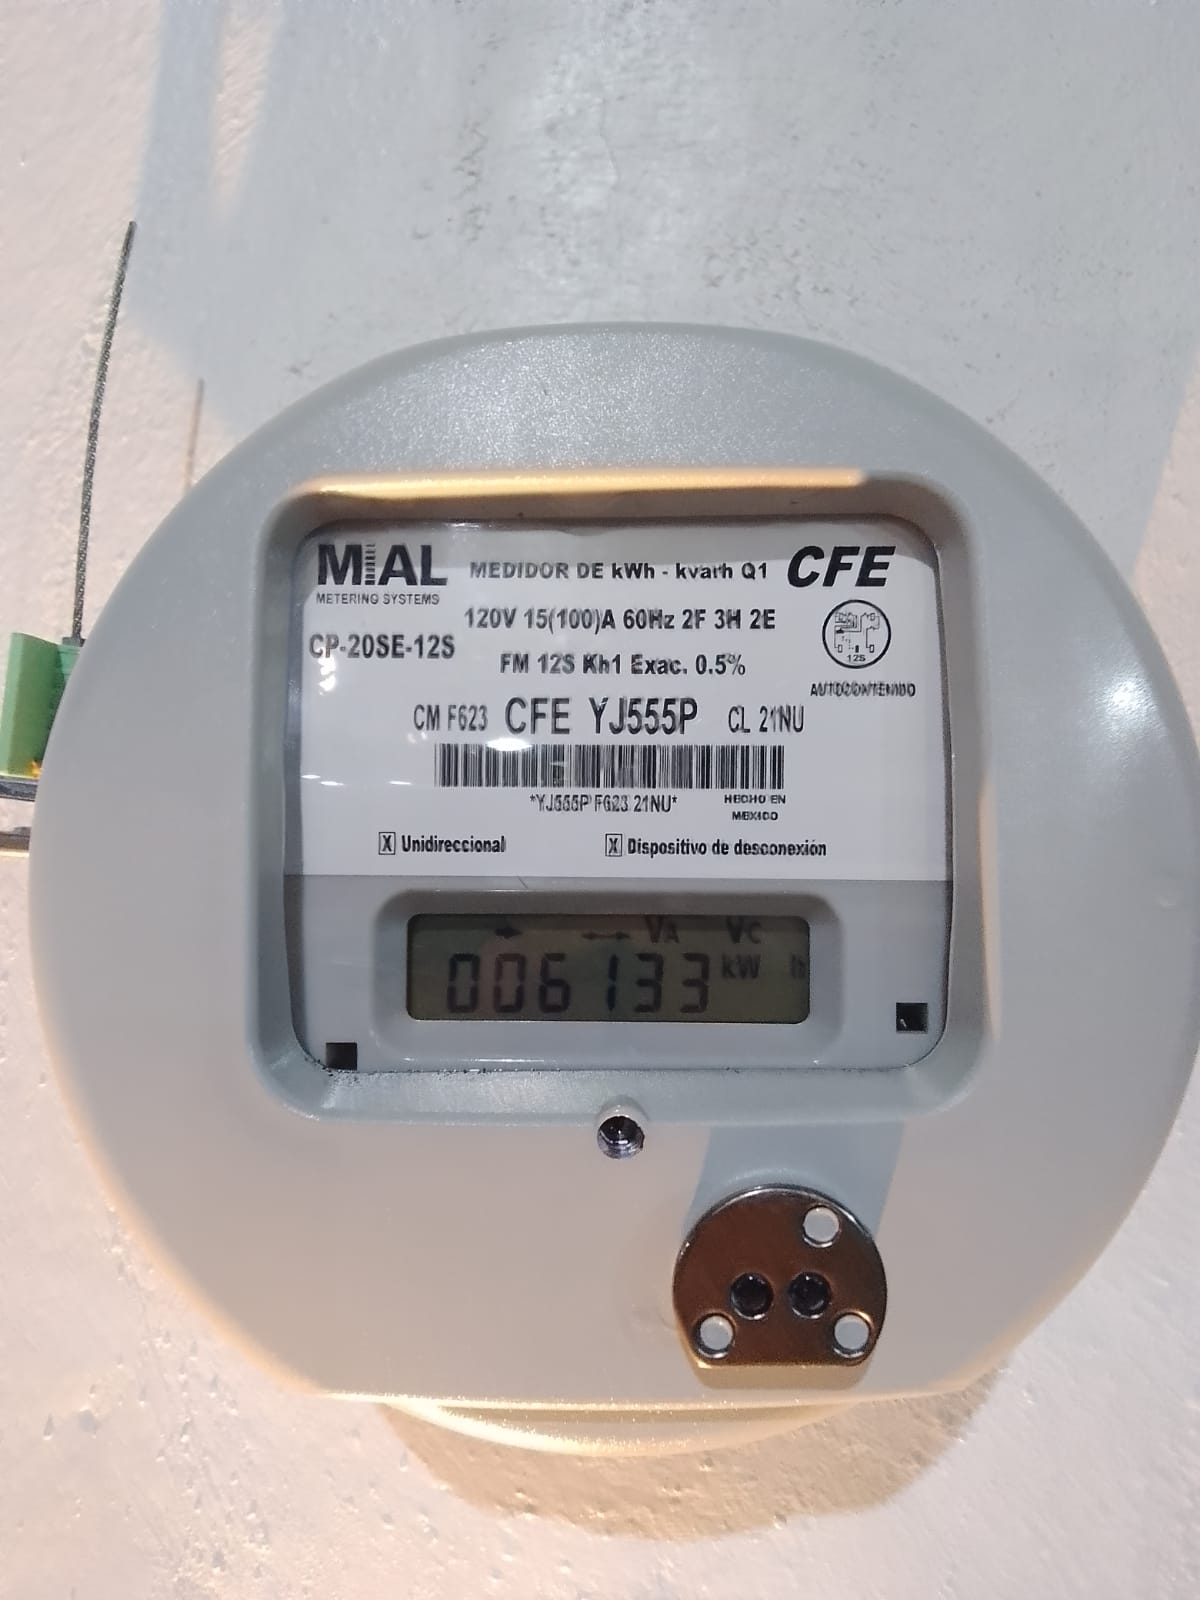 MIAL MEDIDOR DE kWh - kvarh Q1 CFE
METERING SYSTEMS
120V 15(100)A 60Hz 2F 3H 2E
CP-20SE-12S
FM 12S Kh1 Exac. 0.5%
12S
AUTOCONTENIDO
CM F623 CFE YJ555P CL 21NU
*YJ555P F623 21NU*
HECHO EN
MEXICO
X Unidireccional X Dispositivo de desconexión
VA VC
006133 kW h